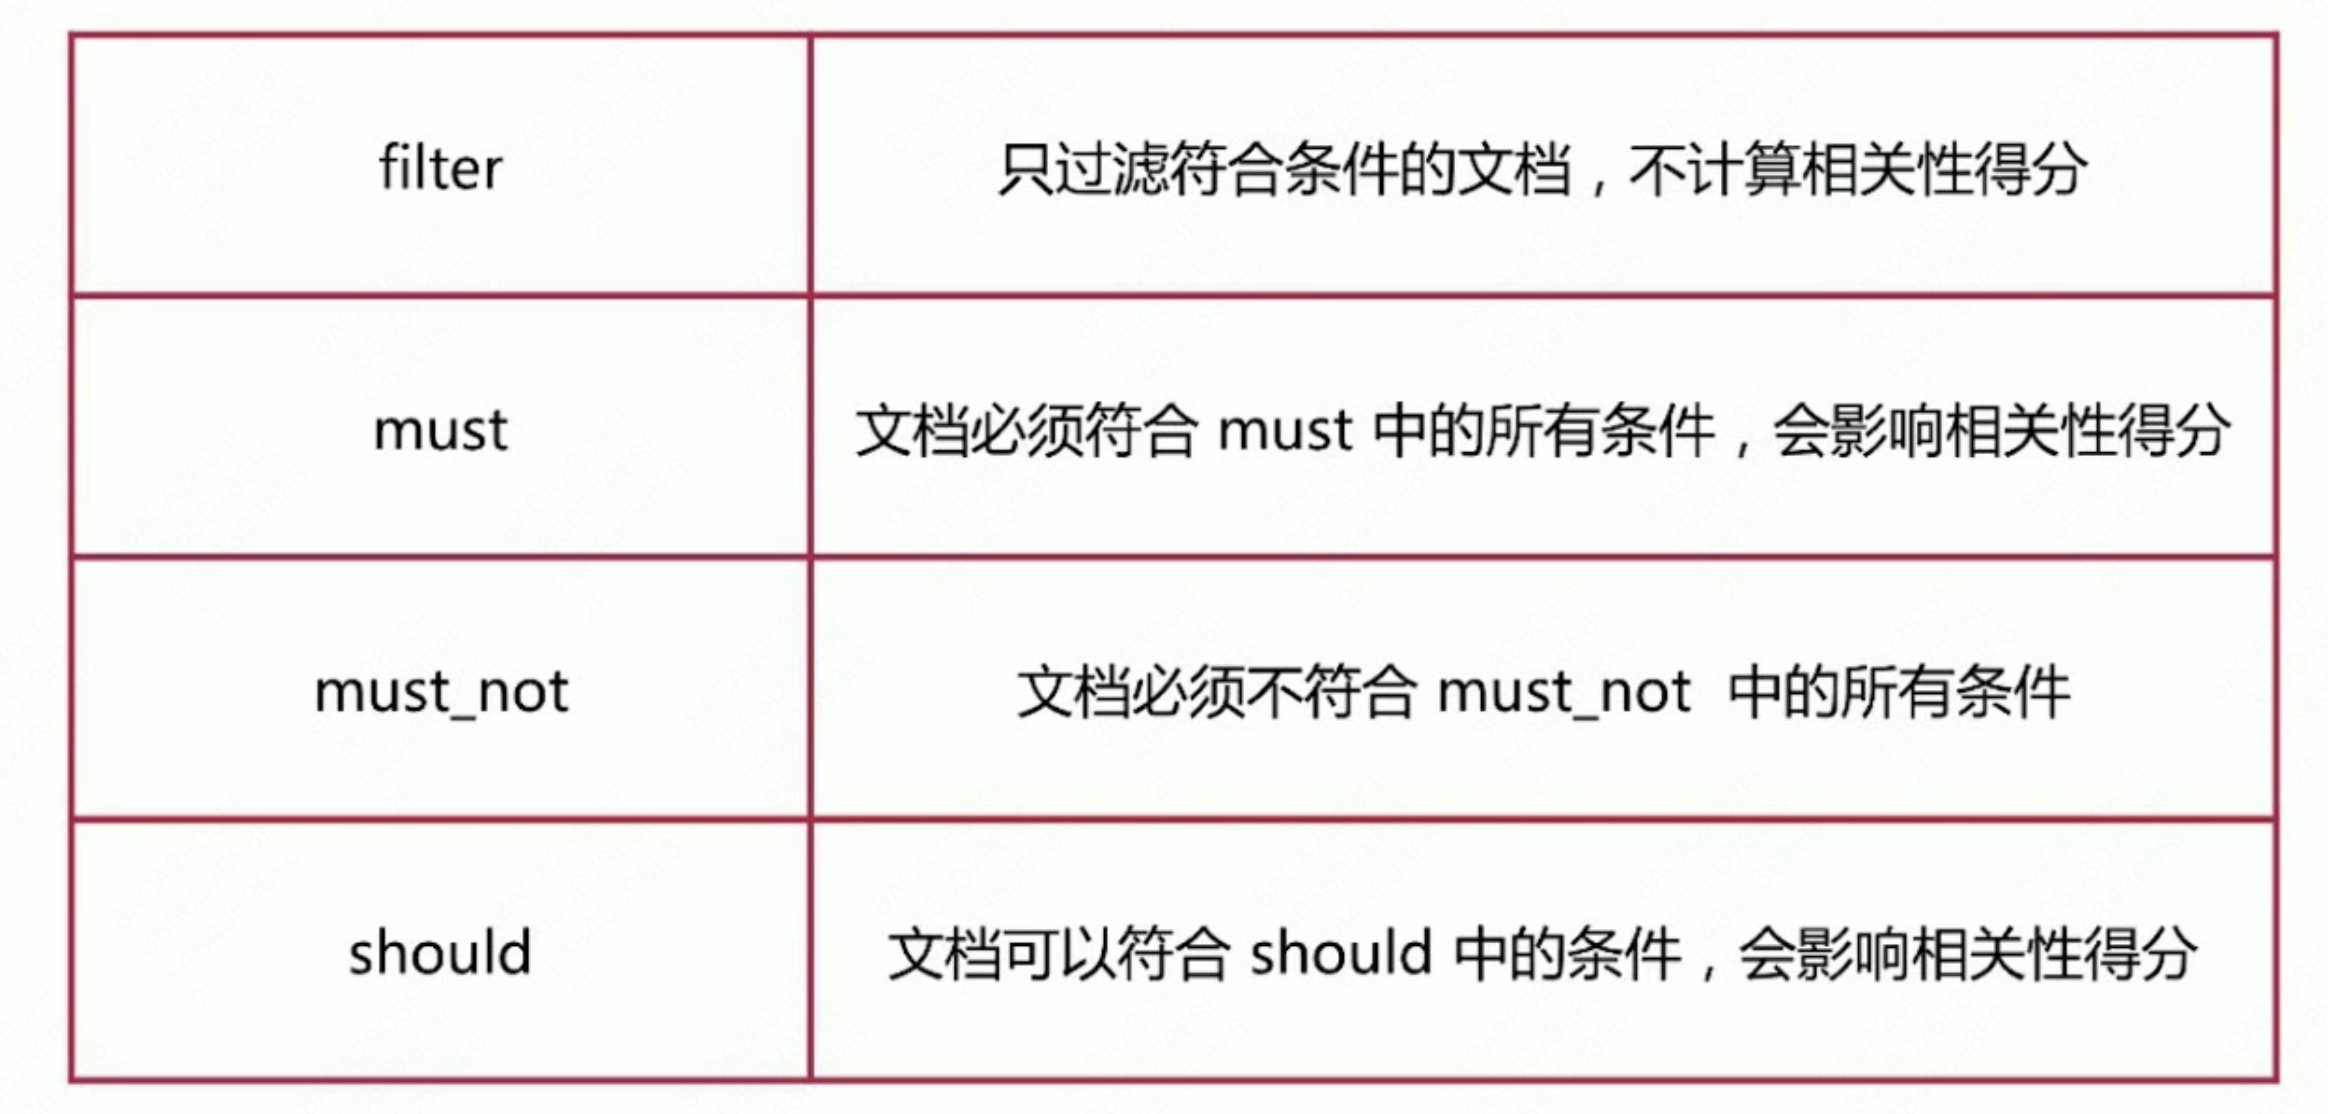 filter
只过滤符合条件的文档，不计算相关性得分
must
文档必须符合 must 中的所有条件，会影响相关性得分
must_not
文档必须不符合 must_not 中的所有条件
should
文档可以符合 should 中的条件，会影响相关性得分